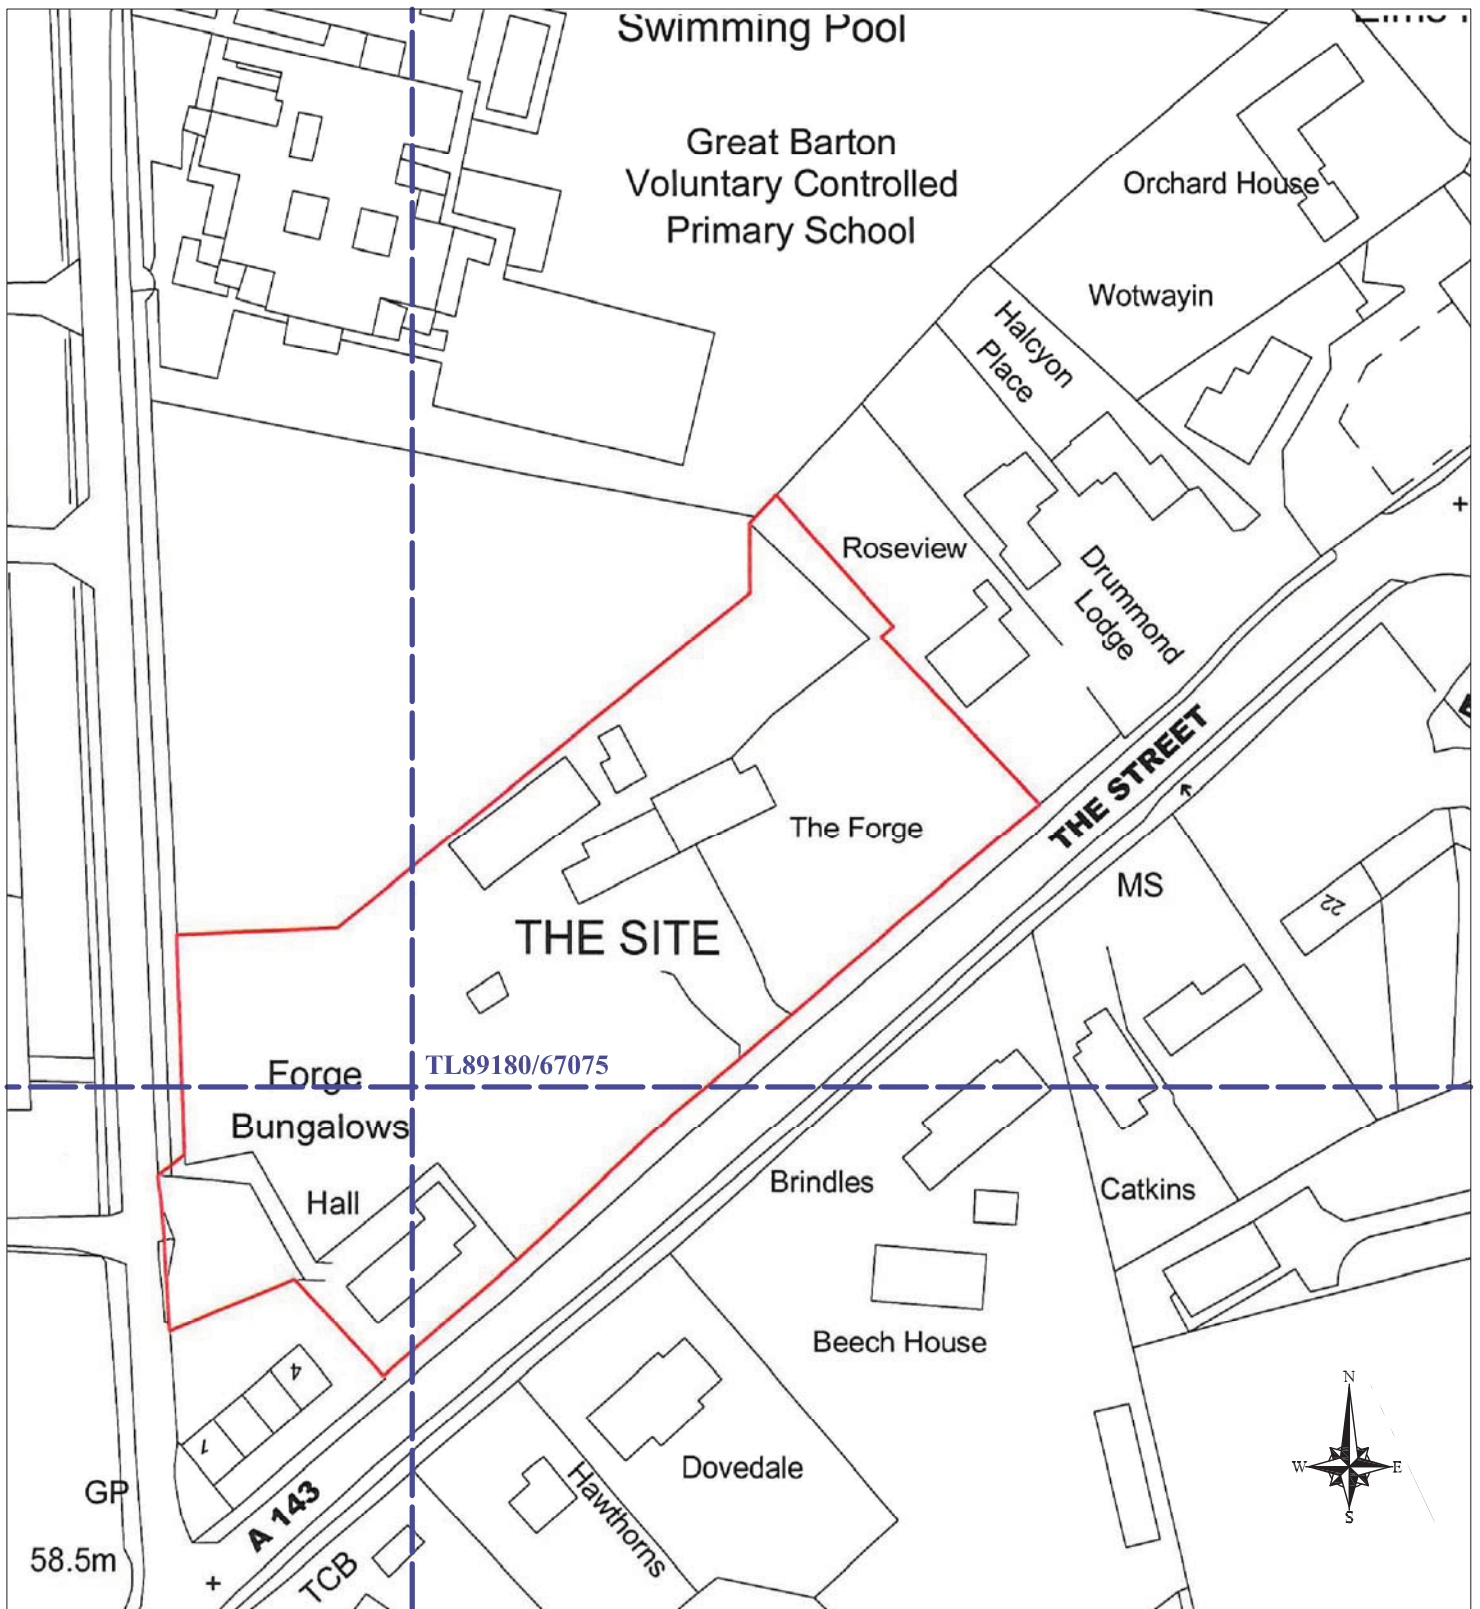 Swimming Pool
Great Barton
Voluntary Controlled
Primary School
Orchard House
Wotwayin
Halcyon
Place
Roseview
Drummond
Lodge
THE STREET
The Forge
MS
22
THE SITE
TL89180/67075
Forge
Bungalows
Hall
Brindles
Catkins
Beech House
4
1
Dovedale
Hawthorns
GP
A 143
58.5m
TCB
N
W E
S